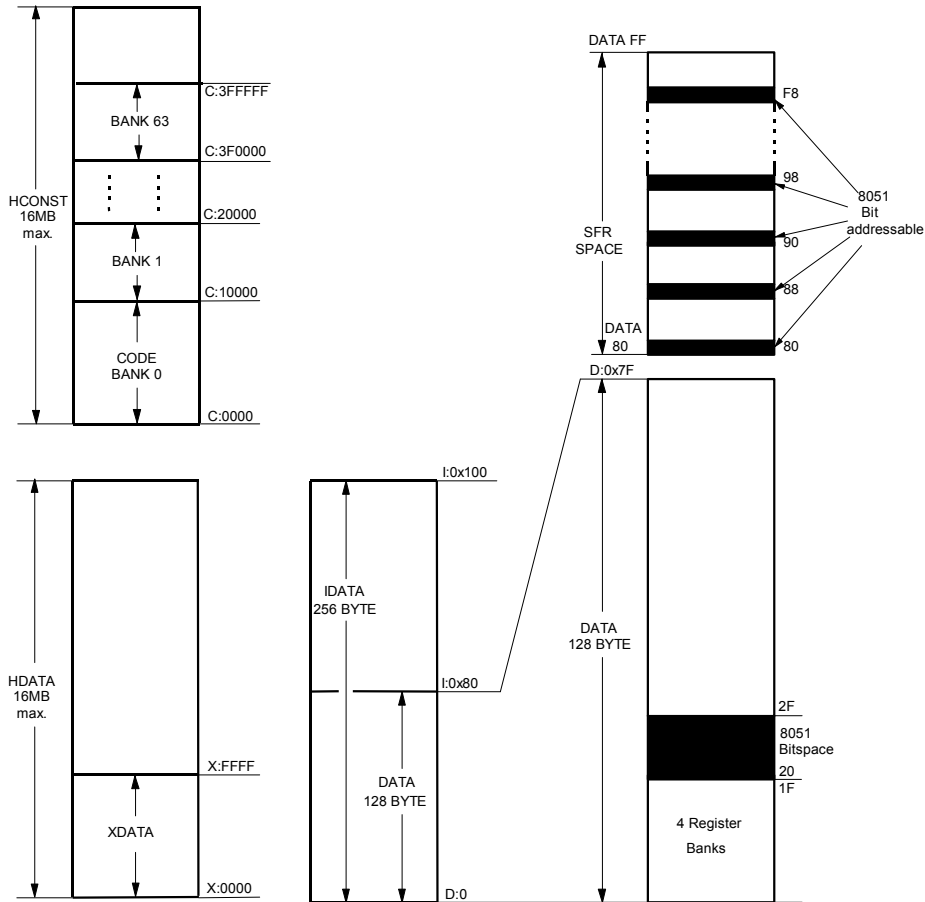 C:3FFFFF
BANK 63
C:3F0000
HCONST
16MB
max.
C:20000
BANK 1
C:10000
CODE
BANK 0
C:0000
DATA FF
F8
98
8051
Bit
addressable
SFR
SPACE
90
88
DATA
80
80
D:0x7F
I:0x100
IDATA
256 BYTE
DATA
128 BYTE
HDATA
16MB
max.
I:0x80
2F
8051
Bitspace
X:FFFF
20
1F
DATA
128 BYTE
XDATA
4 Register
Banks
X:0000
D:0